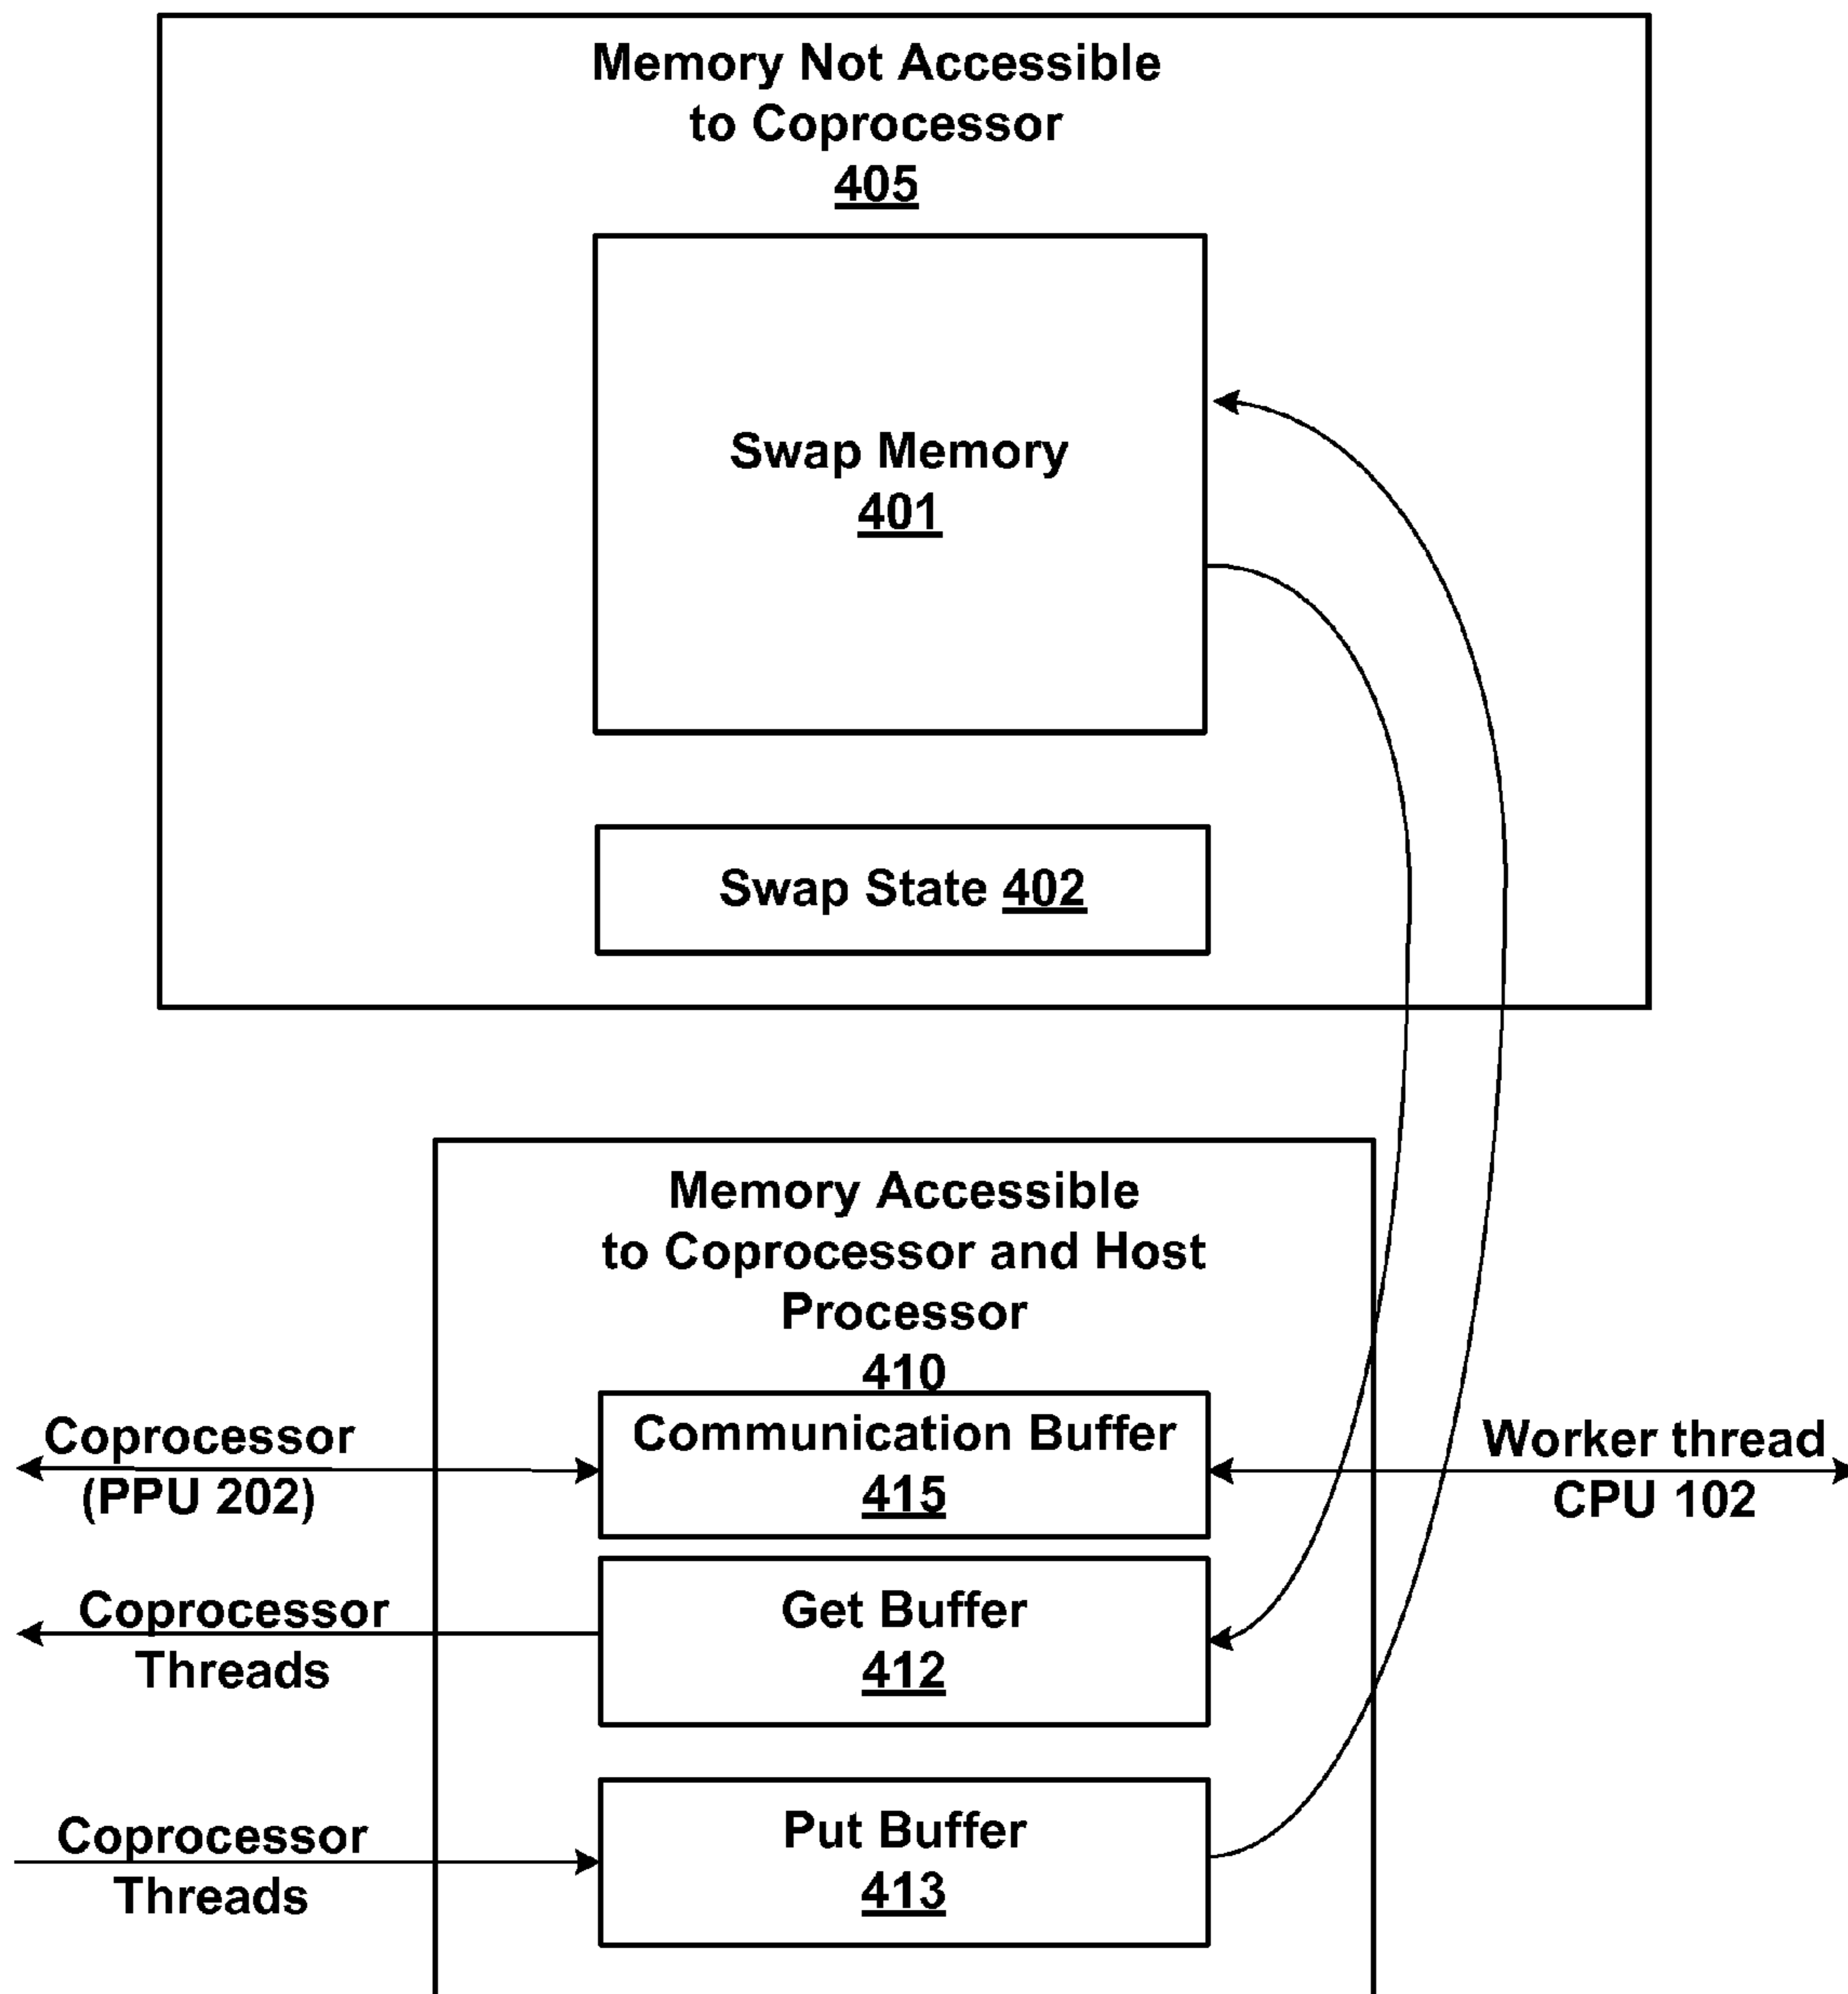 Memory Not Accessible
to Coprocessor
405
Swap Memory
401
Swap State 402
Memory Accessible
to Coprocessor and Host
Processor
410
Coprocessor
(PPU 202)
Communication Buffer
415
Worker thread
CPU 102
Coprocessor
Threads
Get Buffer
412
Coprocessor
Threads
Put Buffer
413